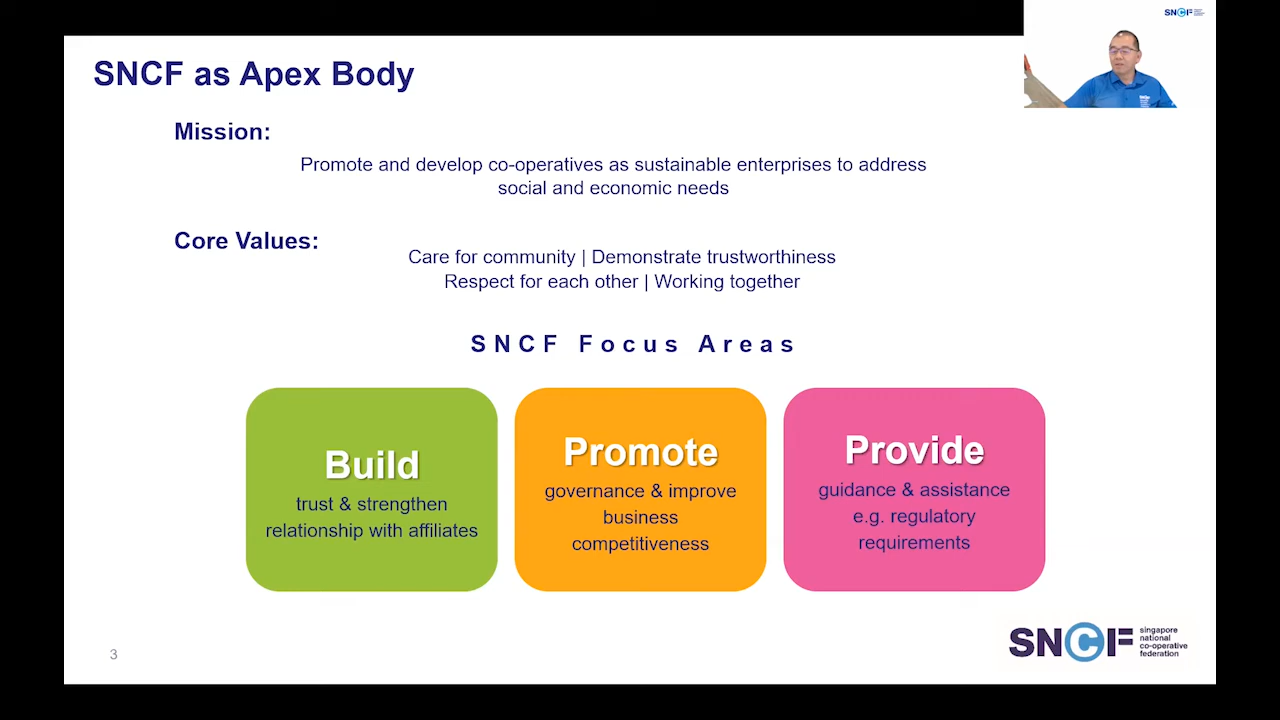 SNCF
SNCF as Apex Body
Mission:
Promote and develop co-operatives as sustainable enterprises to address
social and economic needs
Core Values:
Care for community | Demonstrate trustworthiness
Respect for each other | Working together
SNCF Focus Areas
Build
trust & strengthen
relationship with affiliates
Promote
governance & improve
business
competitiveness
Provide
guidance & assistance
e.g. regulatory
requirements
3
SNCF
singapore
national
co-operative
federation